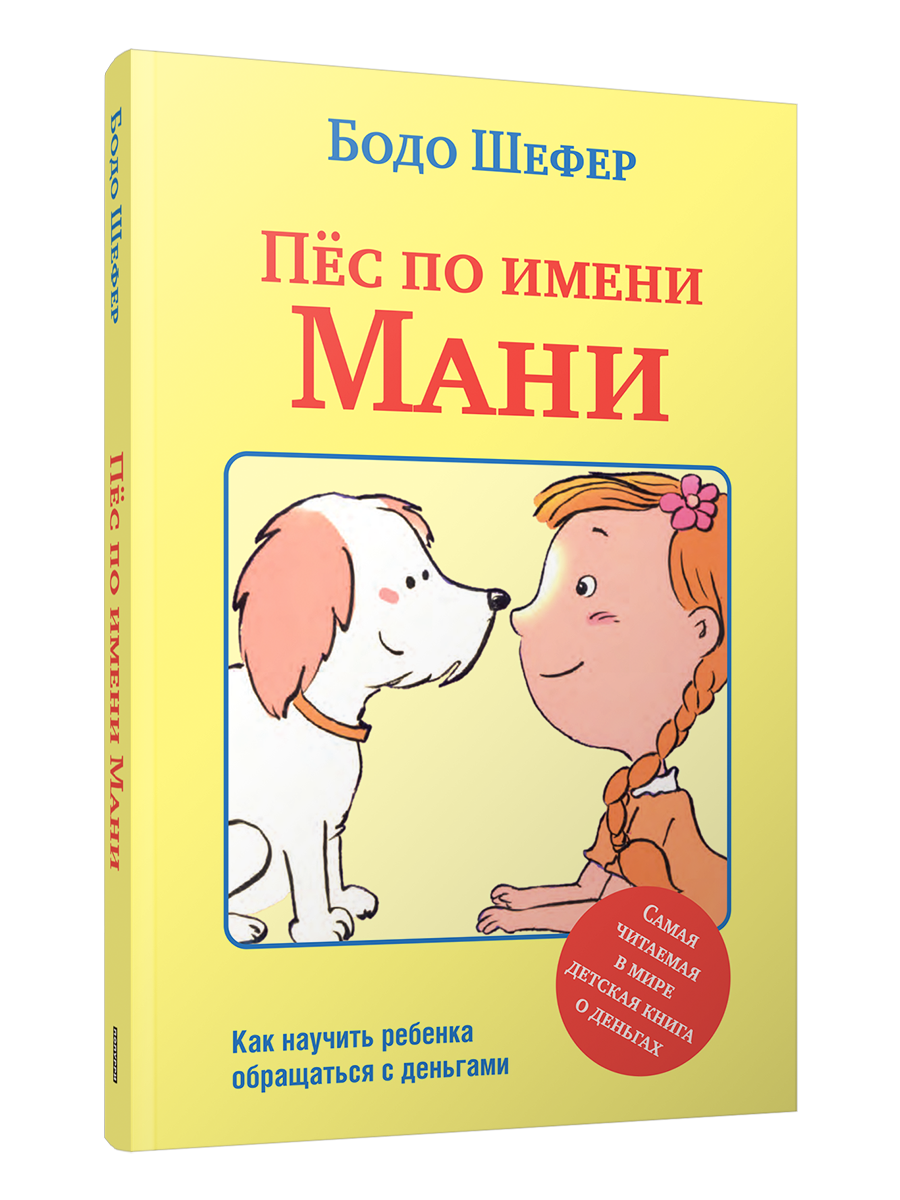 Бодо Шефер
Пёс по имени
Мани
Самая
читаемая
в мире
детская книга
о деньгах
Как научить ребенка
обращаться с деньгами
Бодо Шефер
Пёс по имени Мани
попурри